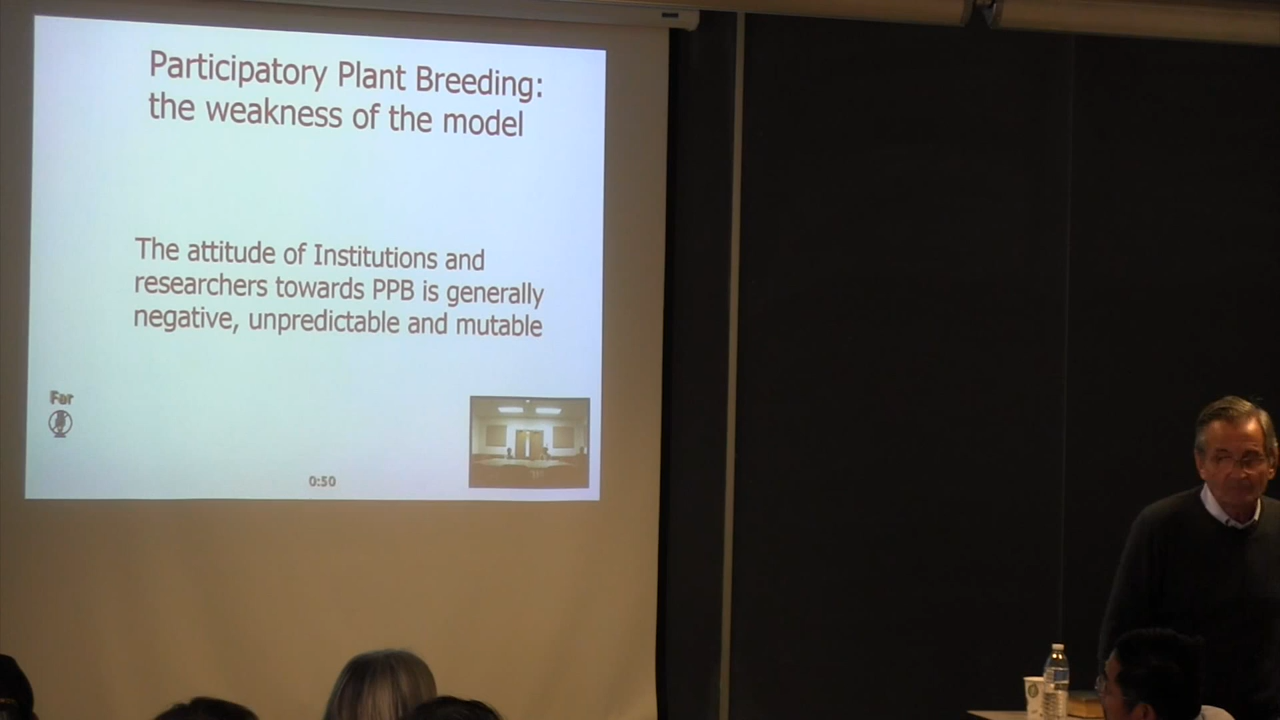 Participatory Plant Breeding:
the weakness of the model
The attitude of Institutions and
researchers towards PPB is generally
negative, unpredictable and mutable
Far
0:50